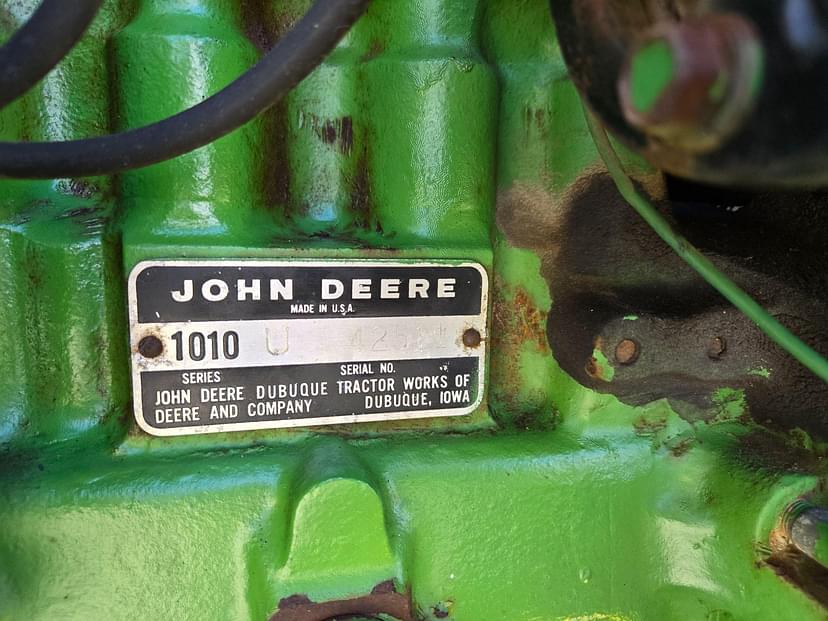 JOHN DEERE
MADE IN U.S.A.
1010 U
SERIES SERIAL NO.
JOHN DEERE DUBUQUE TRACTOR WORKS OF
DEERE AND COMPANY DUBUQUE, IOWA